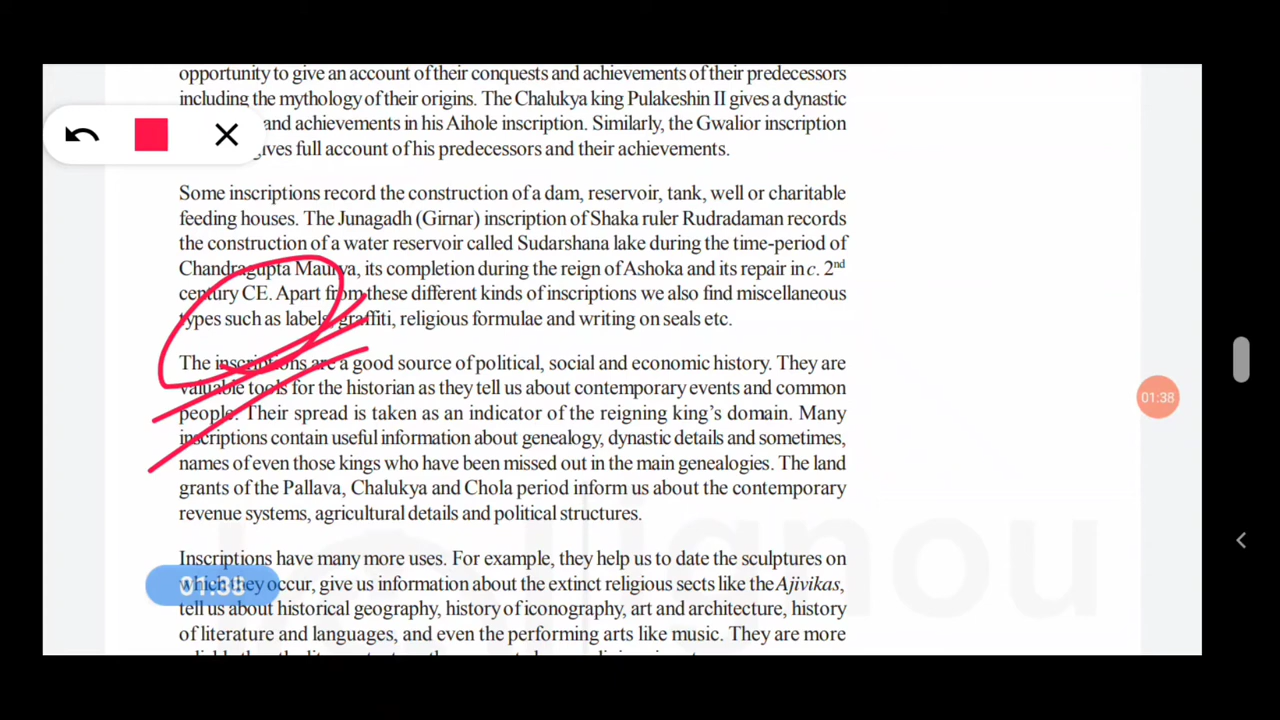 opportunity to give an account of their conquests and achievements of their predecessors
including the mythology of their origins. The Chalukya king Pulakeshin II gives a dynastic
and achievements in his Aihole inscription. Similarly, the Gwalior inscription
gives full account of his predecessors and their achievements.
Some inscriptions record the construction of a dam, reservoir, tank, well or charitable
feeding houses. The Junagadh (Girnar) inscription of Shaka ruler Rudradaman records
the construction of a water reservoir called Sudarshana lake during the time-period of
Chandragupta Maurya, its completion during the reign of Ashoka and its repair in c. 2nd
century CE. Apart from these different kinds of inscriptions we also find miscellaneous
types such as labels, graffiti, religious formulae and writing on seals etc.
The inscriptions are a good source of political, social and economic history. They are
valuable tools for the historian as they tell us about contemporary events and common
people. Their spread is taken as an indicator of the reigning king's domain. Many
inscriptions contain useful information about genealogy, dynastic details and sometimes,
names of even those kings who have been missed out in the main genealogies. The land
grants of the Pallava, Chalukya and Chola period inform us about the contemporary
revenue systems, agricultural details and political structures.
Inscriptions have many more uses. For example, they help us to date the sculptures on
which they occur, give us information about the extinct religious sects like the Ajivikas,
tell us about historical geography, history of iconography, art and architecture, history
of literature and languages, and even the performing arts like music. They are more
01:38
01:38